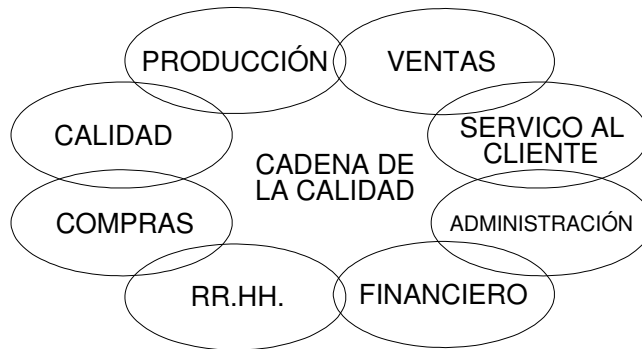 PRODUCCIÓN
VENTAS
CALIDAD
SERVICO AL
CLIENTE
CADENA DE
LA CALIDAD
COMPRAS
ADMINISTRACIÓN
RR.HH.
FINANCIERO